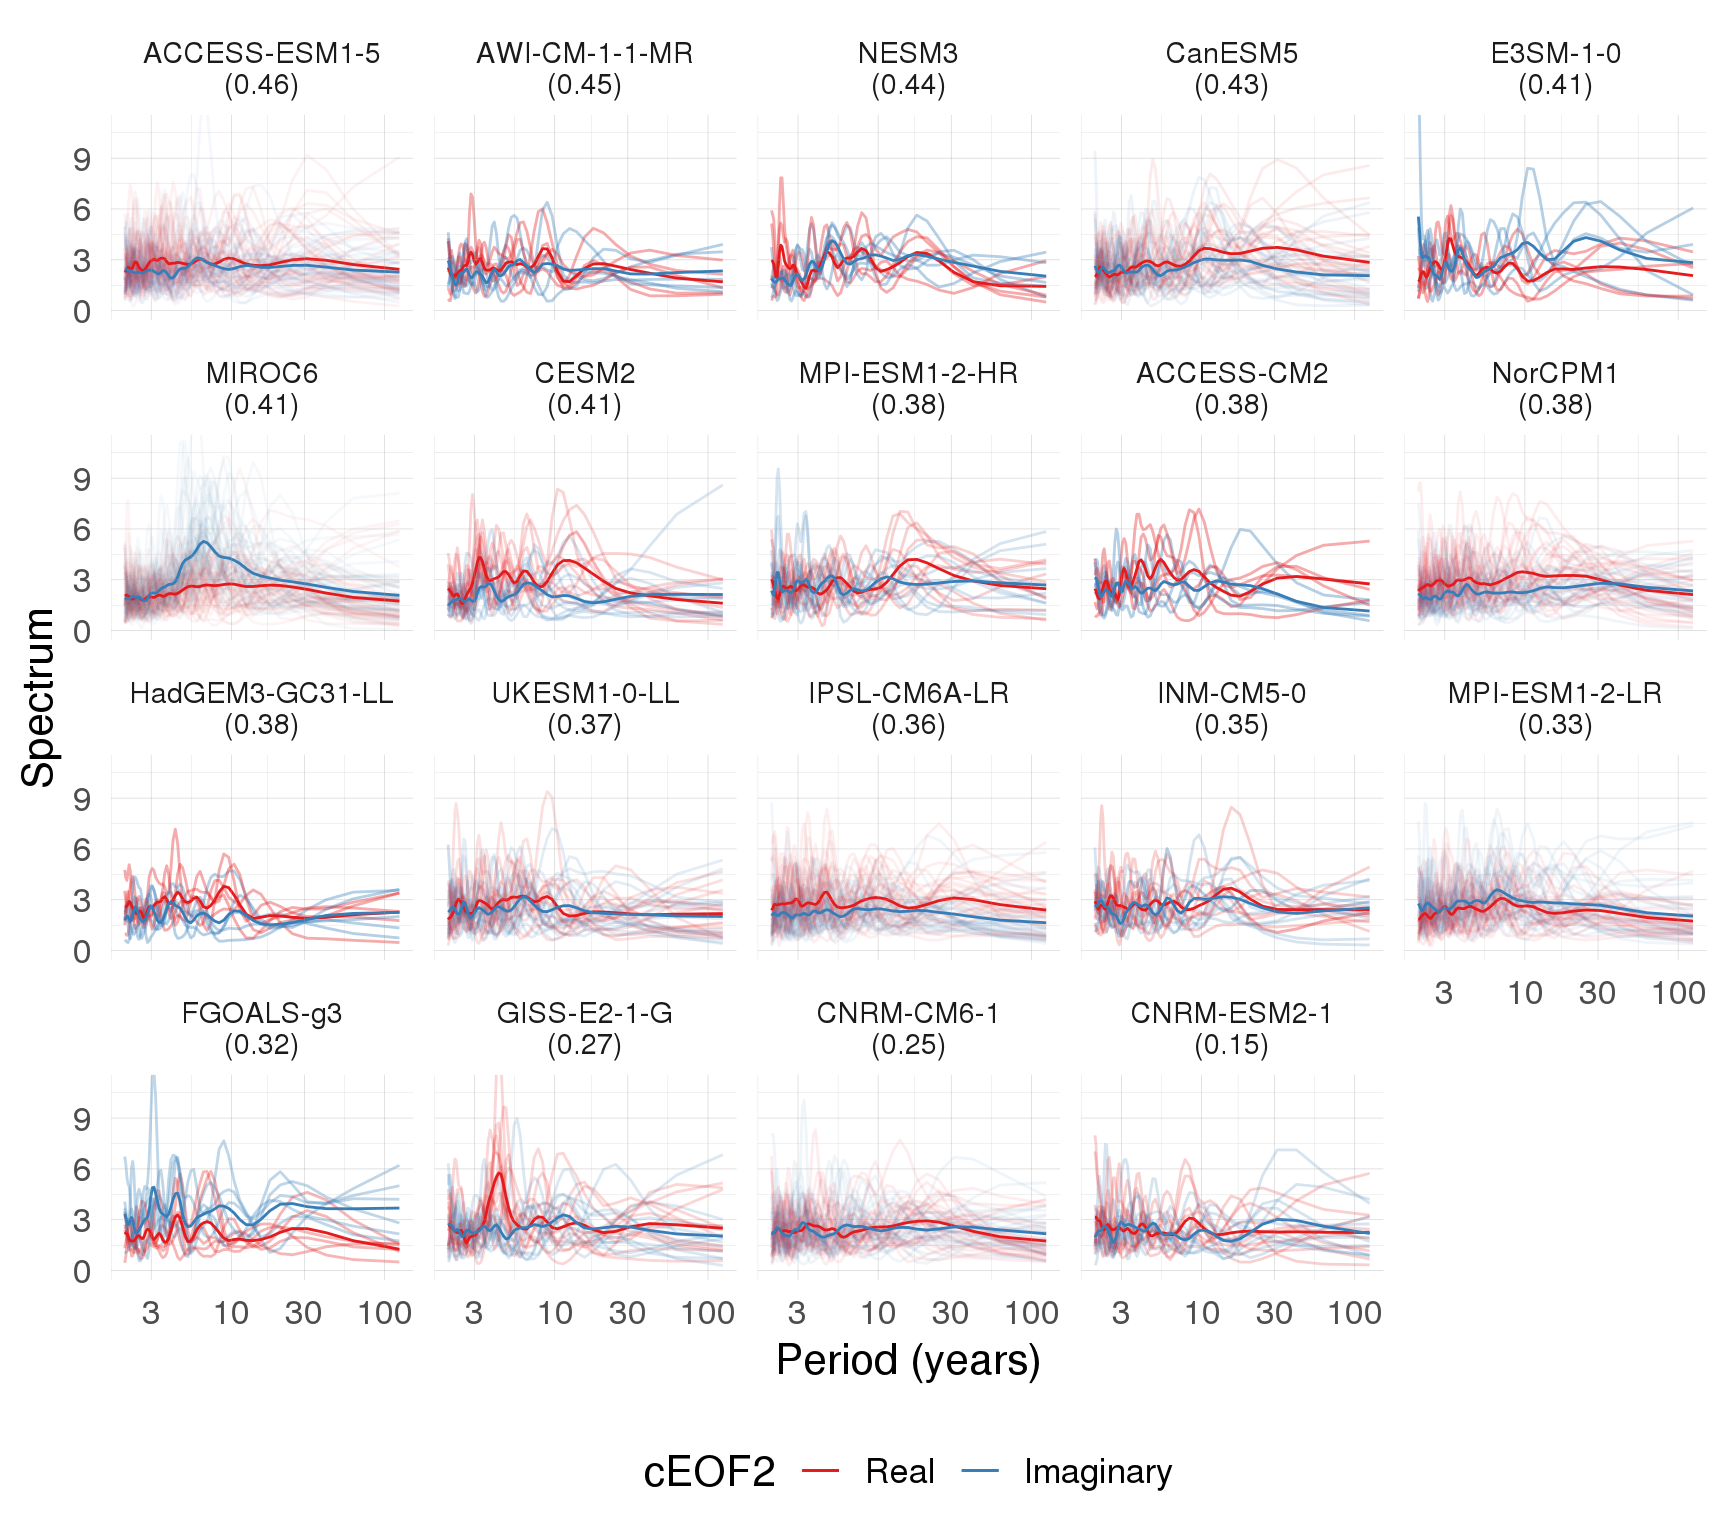 ACCESS-ESM1-5
(0.46)
AWI-CM-1-1-MR
(0.45)
NESM3
(0.44)
CanESM5
(0.43)
E3SM-1-0
(0.41)
9
6
3
0
MIROC6
(0.41)
CESM2
(0.41)
MPI-ESM1-2-HR
(0.38)
ACCESS-CM2
(0.38)
NorCPM1
(0.38)
9
6
3
0
Spectrum
HadGEM3-GC31-LL
(0.38)
UKESM1-0-LL
(0.37)
IPSL-CM6A-LR
(0.36)
INM-CM5-0
(0.35)
MPI-ESM1-2-LR
(0.33)
9
6
3
0
3 10 30 100
FGOALS-g3
(0.32)
GISS-E2-1-G
(0.27)
CNRM-CM6-1
(0.25)
CNRM-ESM2-1
(0.15)
9
6
3
0
3 10 30 100
3 10 30 100
3 10 30 100
3 10 30 100
Period (years)
cEOF2 Real Imaginary